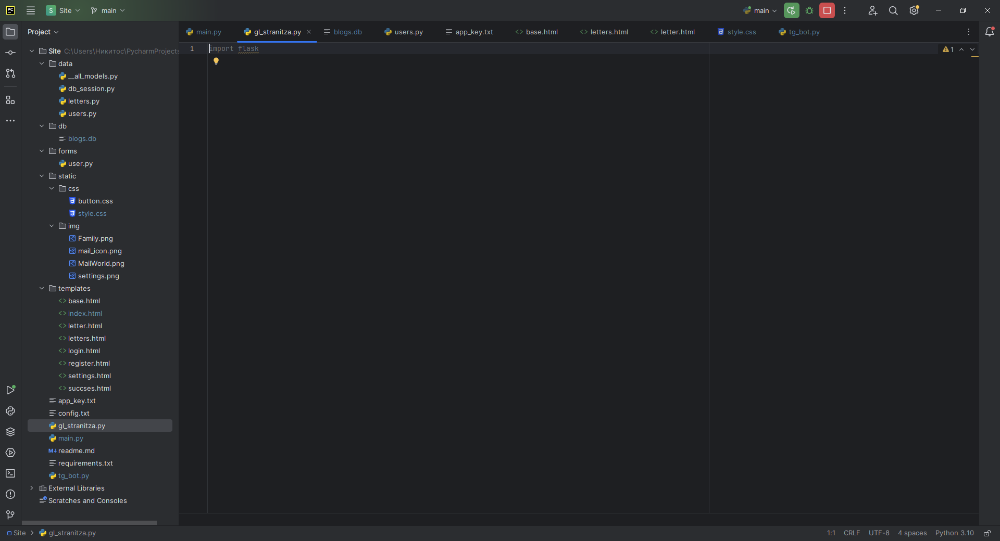 PC
S Site main
main
Project
main.py gl_stranitza.py blogs.db users.py app_key.txt base.html letters.html letter.html style.css tg_bot.py
1 import flask
1
Site C:\Users\Никитос\PycharmProjects
data
__all_models.py
db_session.py
letters.py
users.py
db
blogs.db
forms
user.py
static
css
button.css
style.css
img
Family.png
mail_icon.png
MailWorld.png
settings.png
templates
base.html
index.html
letter.html
letters.html
login.html
register.html
settings.html
succses.html
app_key.txt
config.txt
gl_stranitza.py
main.py
M↓ readme.md
requirements.txt
tg_bot.py
External Libraries
Scratches and Consoles
Site gl_stranitza.py
1:1 CRLF UTF-8 4 spaces Python 3.10